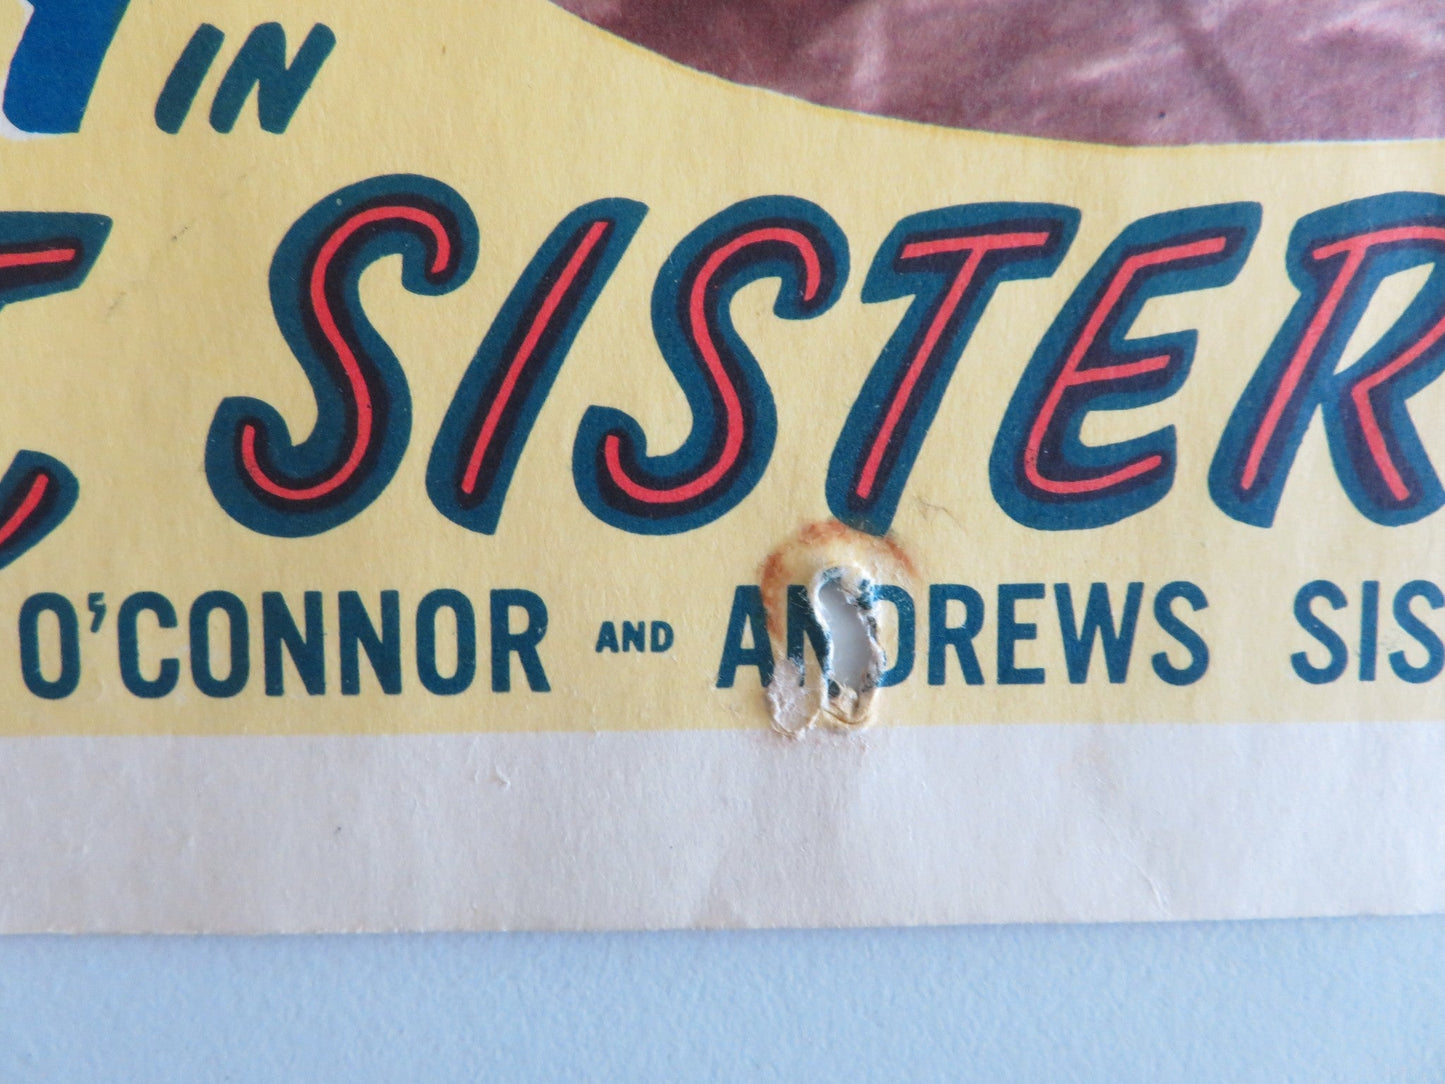 IN
SISTER
O'CONNOR AND ANDREWS SIS